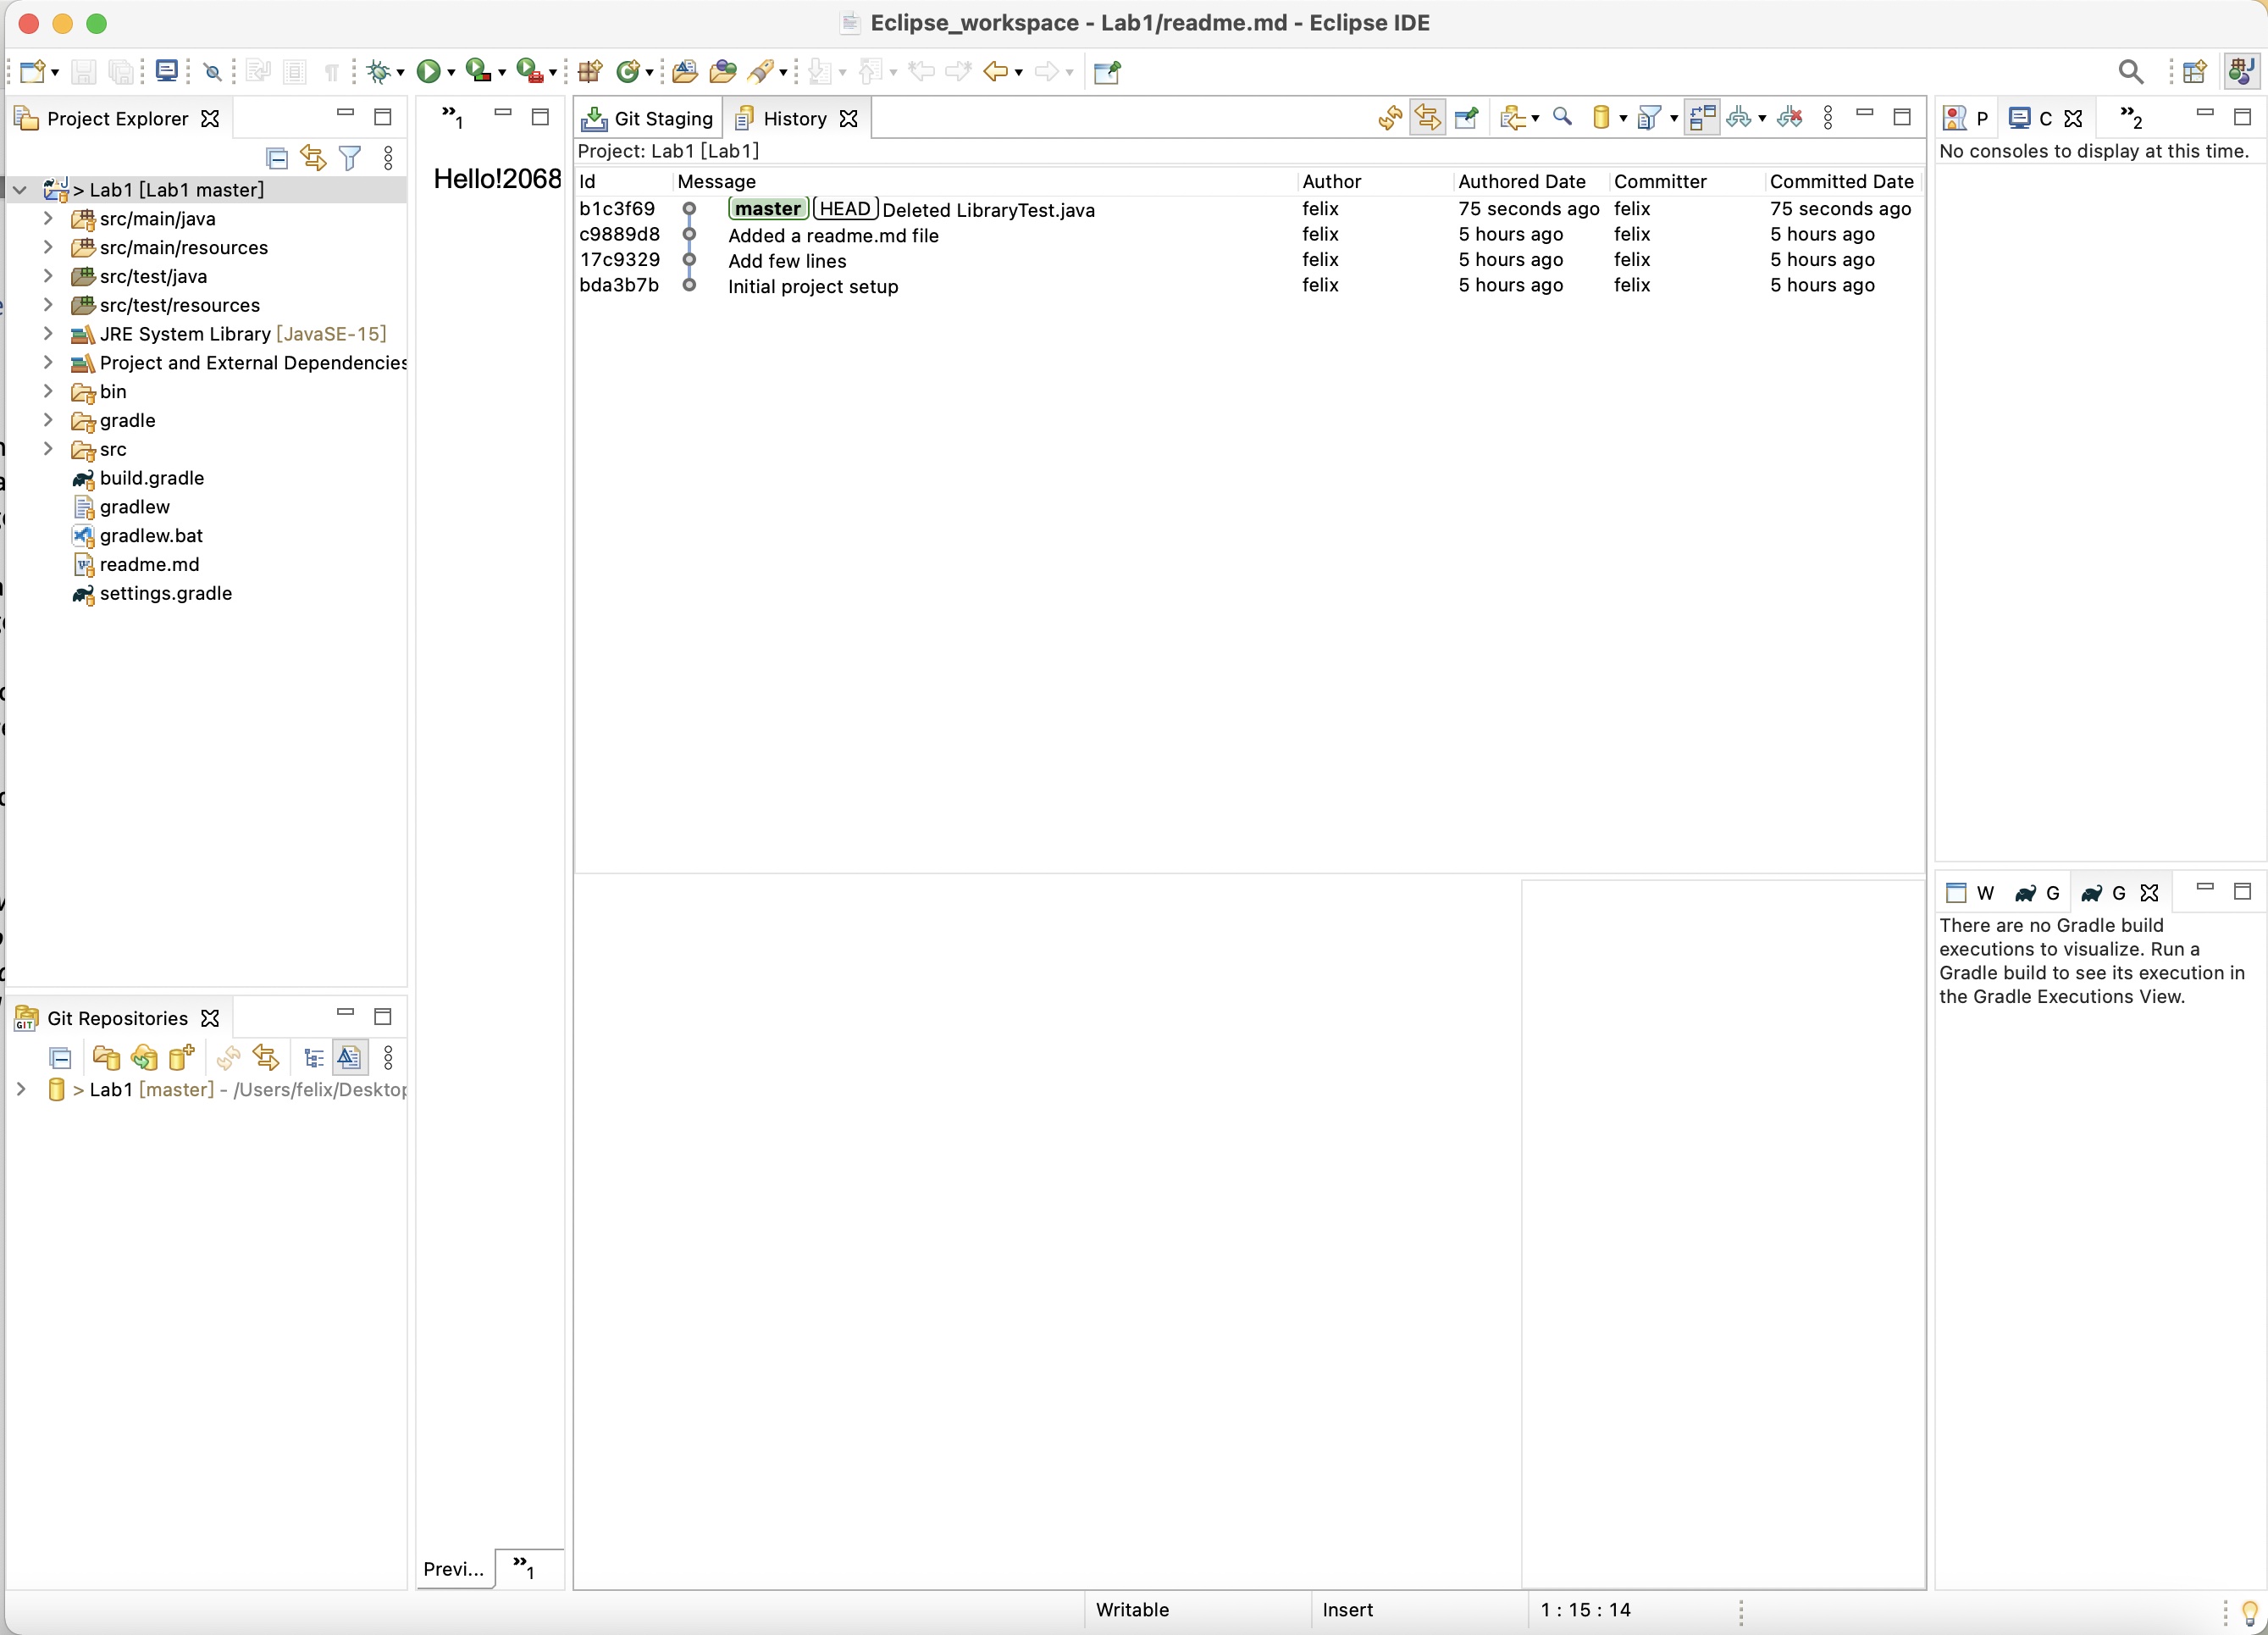 Eclipse_workspace - Lab1/readme.md - Eclipse IDE
Project Explorer
> Lab1 [Lab1 master]
src/main/java
src/main/resources
src/test/java
src/test/resources
JRE System Library [JavaSE-15]
Project and External Dependencies
bin
gradle
src
build.gradle
gradlew
gradlew.bat
readme.md
settings.gradle
Git Repositories
> Lab1 [master] - /Users/felix/Desktop
»1
Hello!2068
Previ...
»1
Git Staging
History
Project: Lab1 [Lab1]
Id Message Author Authored Date Committer Committed Date
b1c3f69 master HEAD Deleted LibraryTest.java felix 75 seconds ago felix 75 seconds ago
c9889d8 Added a readme.md file felix 5 hours ago felix 5 hours ago
17c9329 Add few lines felix 5 hours ago felix 5 hours ago
bda3b7b Initial project setup felix 5 hours ago felix 5 hours ago
P C »2
No consoles to display at this time.
W G G
There are no Gradle build
executions to visualize. Run a
Gradle build to see its execution in
the Gradle Executions View.
Writable Insert 1 : 15 : 14